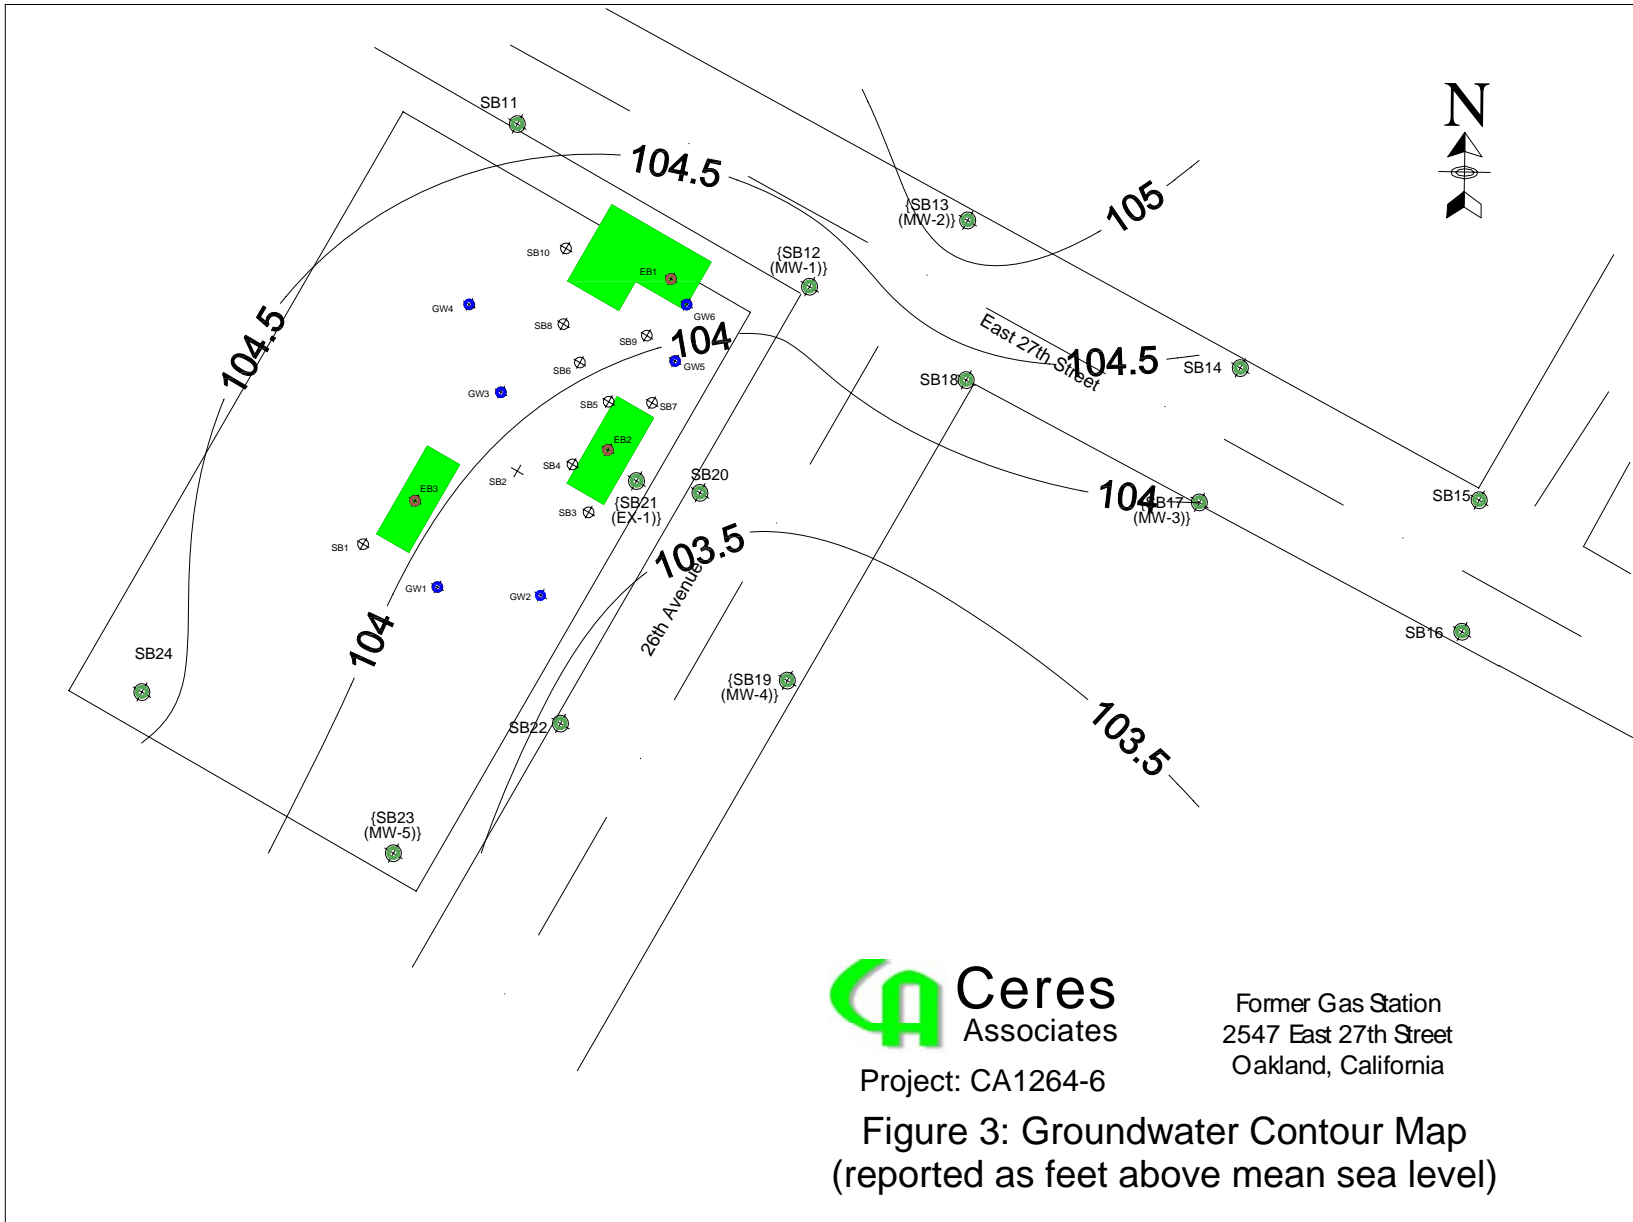 N
SB11
104.5
105
{SB13
(MW-2)}
{SB12
(MW-1)}
SB10
EB1
GW4
GW6
SB8
SB9
104
GW5
104.5
SB6
East 27th Street
104.5
SB14
SB18
GW3
SB5
SB7
EB2
SB4
SB2
SB20
EB3
{SB21
(EX-1)}
104
{SB17
(MW-3)}
SB15
SB3
103.5
SB1
GW1
GW2
26th Avenue
104
SB16
SB24
{SB19
(MW-4)}
SB22
103.5
{SB23
(MW-5)}
Ceres
Associates
Project: CA1264-6
Former Gas Station
2547 East 27th Street
Oakland, California
Figure 3: Groundwater Contour Map
(reported as feet above mean sea level)